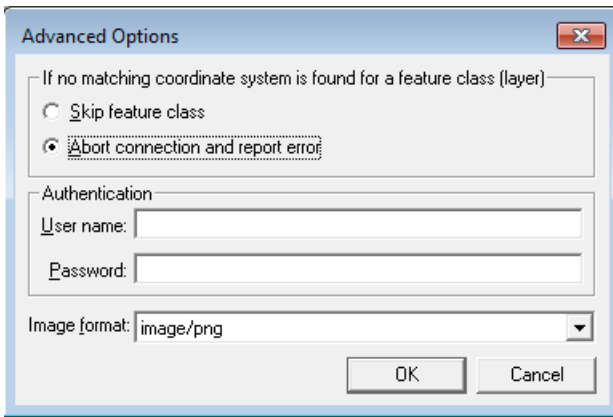 Advanced Options
If no matching coordinate system is found for a feature class (layer)
Skip feature class
Abort connection and report error
Authentication
User name:
Password:
Image format: image/png
OK Cancel